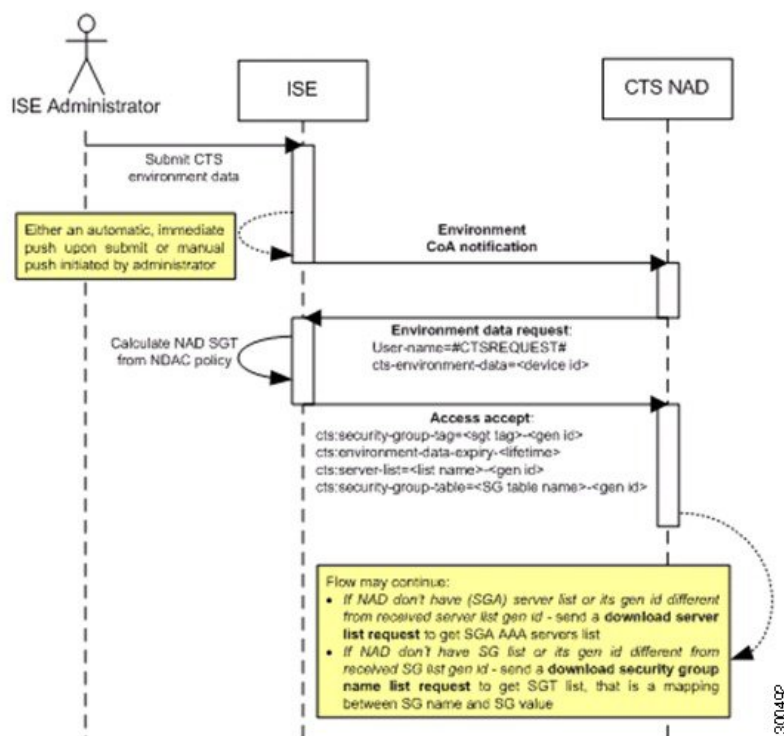 ISE Administrator
ISE
CTS NAD
Submit CTS
environment data
Either an automatic, immediate
push upon submit or manual
push initiated by administrator
Environment
CoA notification
Calculate NAD SGT
from NDAC policy
Environment data request:
User-name=#CTSREQUEST#
cts-environment-data=<device id>
Access accept:
cts:security-group-tag=<sgt tag>-<gen id>
cts:environment-data-expiry-<lifetime>
cts:server-list=<list name>-<gen id>
cts:security-group-table=<SG table name>-<gen id>
Flow may continue:
• If NAD don't have (SGA) server list or its gen id different
from received server list gen id - send a download server
list request to get SGA AAA servers list
• If NAD don't have SG list or its gen id different from
received SG list gen id - send a download security group
name list request to get SGT list, that is a mapping
between SG name and SG value
300492